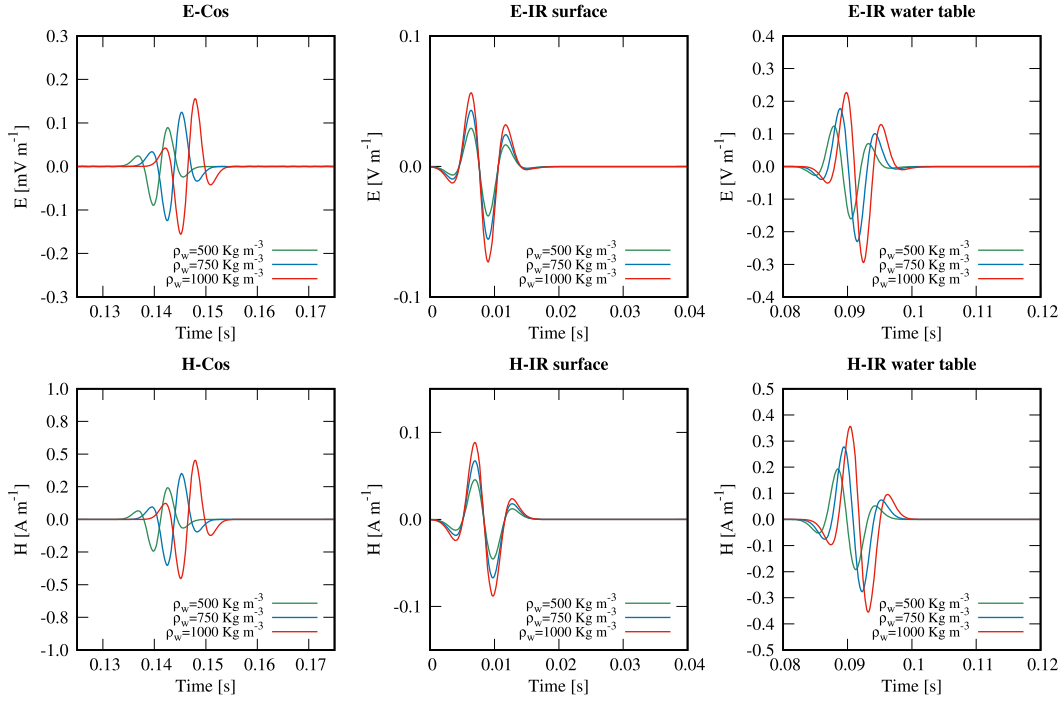 E-Cos
E [mV m-1]
0.3
0.2
0.1
0.0
-0.1
-0.2
-0.3
ρw=500 Kg m-3
ρw=750 Kg m-3
ρw=1000 Kg m-3
0.13 0.14 0.15 0.16 0.17
Time [s]
E-IR surface
E [V m-1]
0.1
0.0
-0.1
ρw=500 Kg m-3
ρw=750 Kg m-3
ρw=1000 Kg m-3
0 0.01 0.02 0.03 0.04
Time [s]
E-IR water table
E [V m-1]
0.4
0.3
0.2
0.1
0.0
-0.1
-0.2
-0.3
-0.4
ρw=500 Kg m-3
ρw=750 Kg m-3
ρw=1000 Kg m-3
0.08 0.09 0.1 0.11 0.12
Time [s]
H-Cos
H [A m-1]
1.0
0.8
0.5
0.2
0.0
-0.2
-0.5
-0.8
-1.0
ρw=500 Kg m-3
ρw=750 Kg m-3
ρw=1000 Kg m-3
0.13 0.14 0.15 0.16 0.17
Time [s]
H-IR surface
H [A m-1]
0.1
0.0
-0.1
ρw=500 Kg m-3
ρw=750 Kg m-3
ρw=1000 Kg m-3
0 0.01 0.02 0.03 0.04
Time [s]
H-IR water table
H [A m-1]
0.5
0.4
0.3
0.2
0.1
0.0
-0.1
-0.2
-0.3
-0.4
-0.5
ρw=500 Kg m-3
ρw=750 Kg m-3
ρw=1000 Kg m-3
0.08 0.09 0.1 0.11 0.12
Time [s]